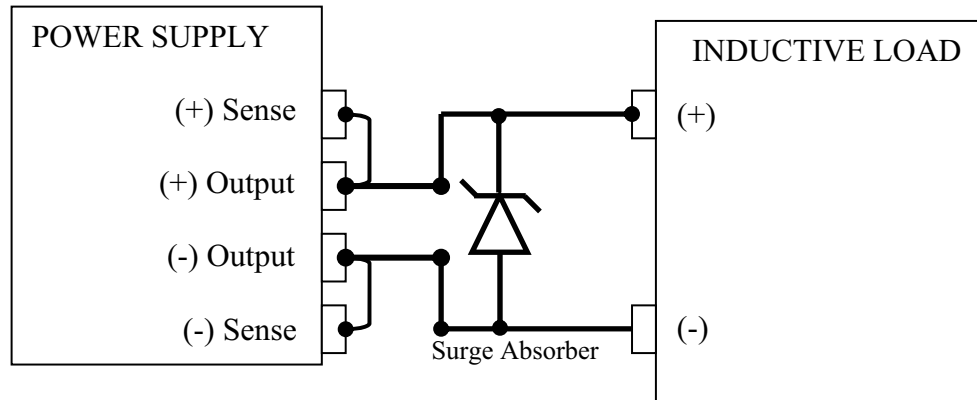 POWER SUPPLY
INDUCTIVE LOAD
(+) Sense
(+)
(+) Output
(-) Output
(-) Sense
(-)
Surge Absorber